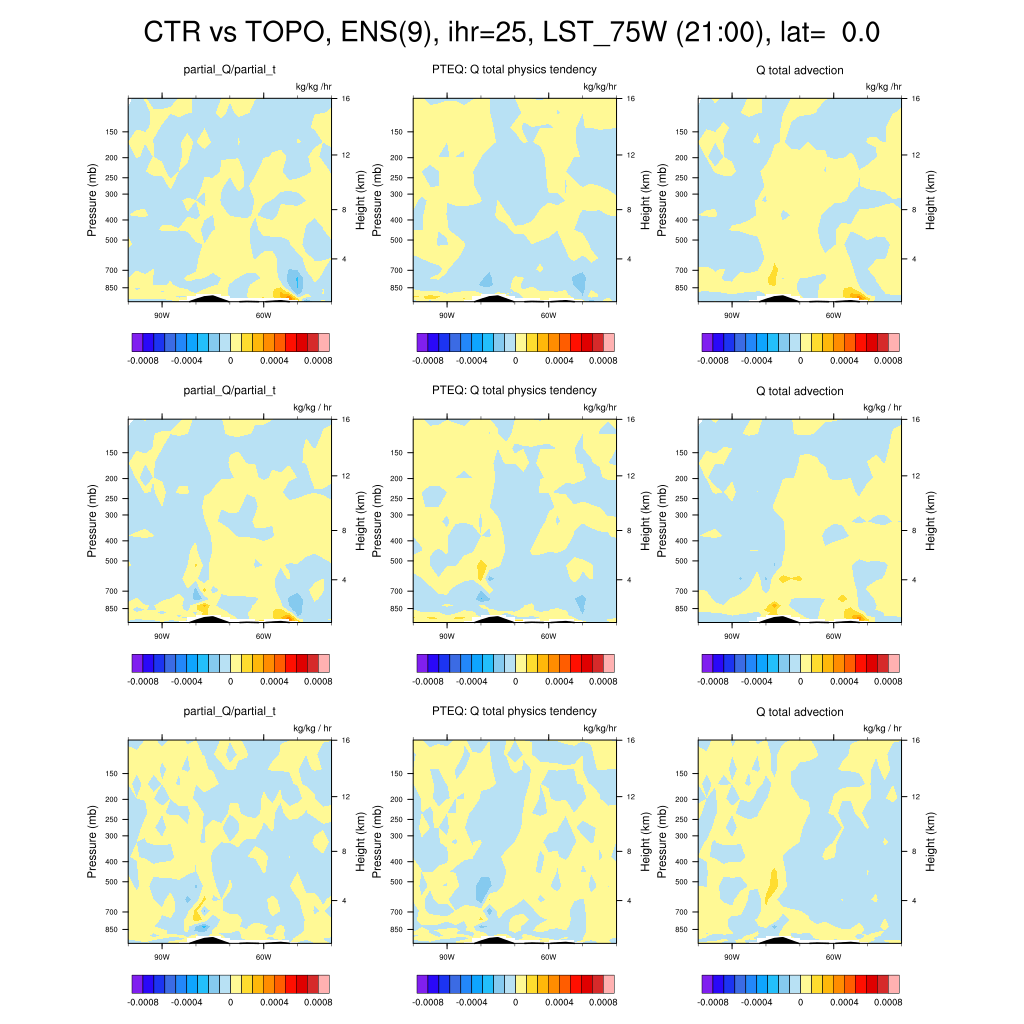 CTR vs TOPO, ENS(9), ihr=25, LST_75W (21:00), lat=  0.0
partial_Q/partial_t
PTEQ: Q total physics tendency
Q total advection
kg/kg /hr
kg/kg/hr
kg/kg /hr
Pressure (mb)
150
200
250
300
400
500
700
850
16
12
8
4
Height (km)
90W
60W
Pressure (mb)
16
12
8
4
Height (km)
90W
60W
Pressure (mb)
150
200
250
300
400
500
700
850
16
12
8
4
Height (km)
90W
60W
-0.0008 -0.0004 0 0.0004 0.0008
-0.0008 -0.0004 0 0.0004 0.0008
-0.0008 -0.0004 0 0.0004 0.0008
partial_Q/partial_t
PTEQ: Q total physics tendency
Q total advection
kg/kg / hr
kg/kg/hr
kg/kg / hr
Pressure (mb)
150
200
250
300
400
500
700
850
16
12
8
4
Height (km)
90W
60W
Pressure (mb)
150
200
250
300
400
500
700
850
16
12
8
4
Height (km)
90W
60W
Pressure (mb)
150
200
250
300
400
500
700
850
16
12
8
4
Height (km)
90W
60W
-0.0008 -0.0004 0 0.0004 0.0008
-0.0008 -0.0004 0 0.0004 0.0008
-0.0008 -0.0004 0 0.0004 0.0008
partial_Q/partial_t
PTEQ: Q total physics tendency
Q total advection
kg/kg / hr
kg/kg/hr
kg/kg / hr
Pressure (mb)
150
200
250
300
400
500
700
850
16
12
8
4
Height (km)
90W
60W
Pressure (mb)
150
200
250
300
400
500
700
850
16
12
8
4
Height (km)
90W
60W
Pressure (mb)
150
200
250
300
400
500
700
850
16
12
8
4
Height (km)
90W
60W
-0.0008 -0.0004 0 0.0004 0.0008
-0.0008 -0.0004 0 0.0004 0.0008
-0.0008 -0.0004 0 0.0004 0.0008